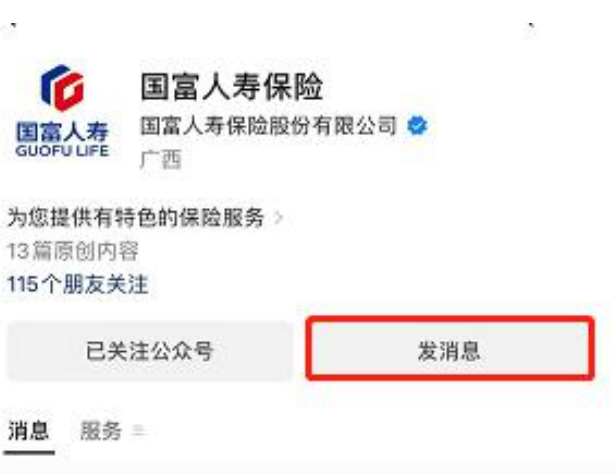 国富人寿
GUOFU LIFE
国富人寿保险
国富人寿保险股份有限公司
广西
为您提供有特色的保险服务 >
13篇原创内容
115个朋友关注
已关注公众号
发消息
消息 服务